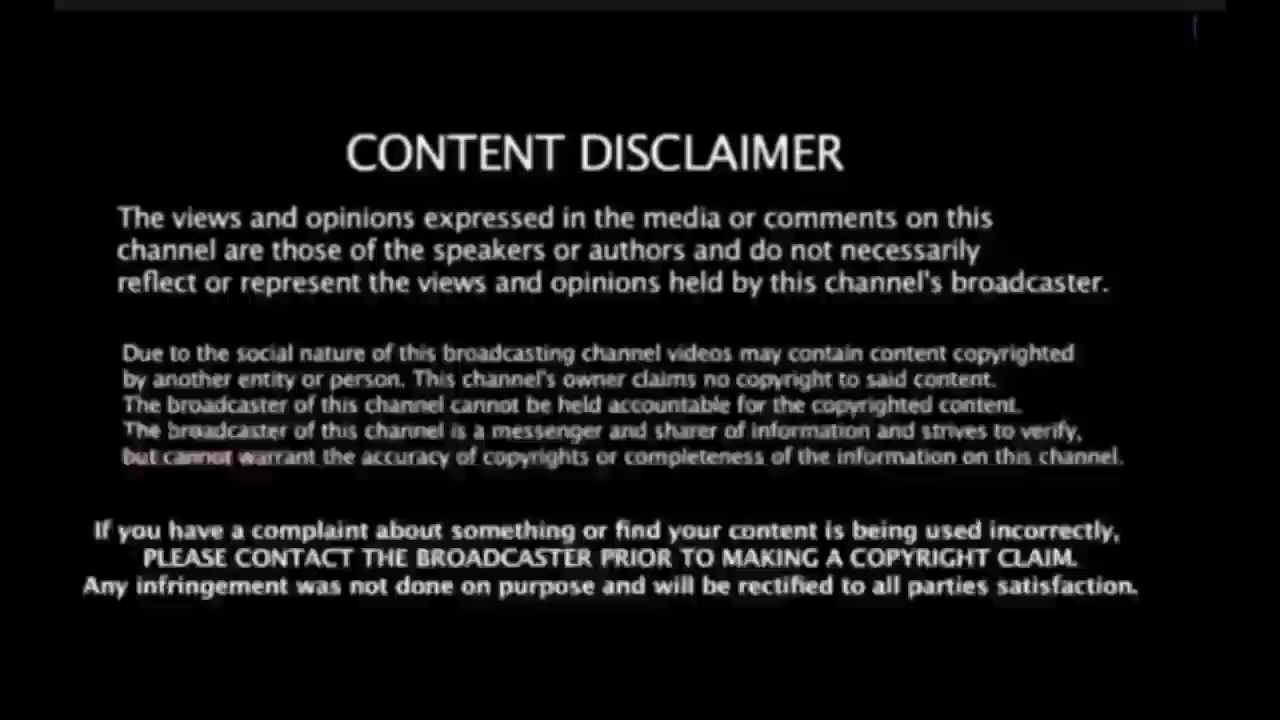 CONTENT DISCLAIMER
The views and opinions expressed in the media or comments on this
channel are those of the speakers or authors and do not necessarily
reflect or represent the views and opinions held by this channel's broadcaster.
Due to the social nature of this broadcasting channel videos may contain content copyrighted
by another entity or person. This channel's owner claims no copyright to said content.
The broadcaster of this channel cannot be held accountable for the copyrighted content.
The broadcaster of this channel is a messenger and sharer of information and strives to verify,
but cannot warrant the accuracy of copyrights or completeness of the information on this channel.
If you have a complaint about something or find your content is being used incorrectly,
PLEASE CONTACT THE BROADCASTER PRIOR TO MAKING A COPYRIGHT CLAIM.
Any infringement was not done on purpose and will be rectified to all parties satisfaction.